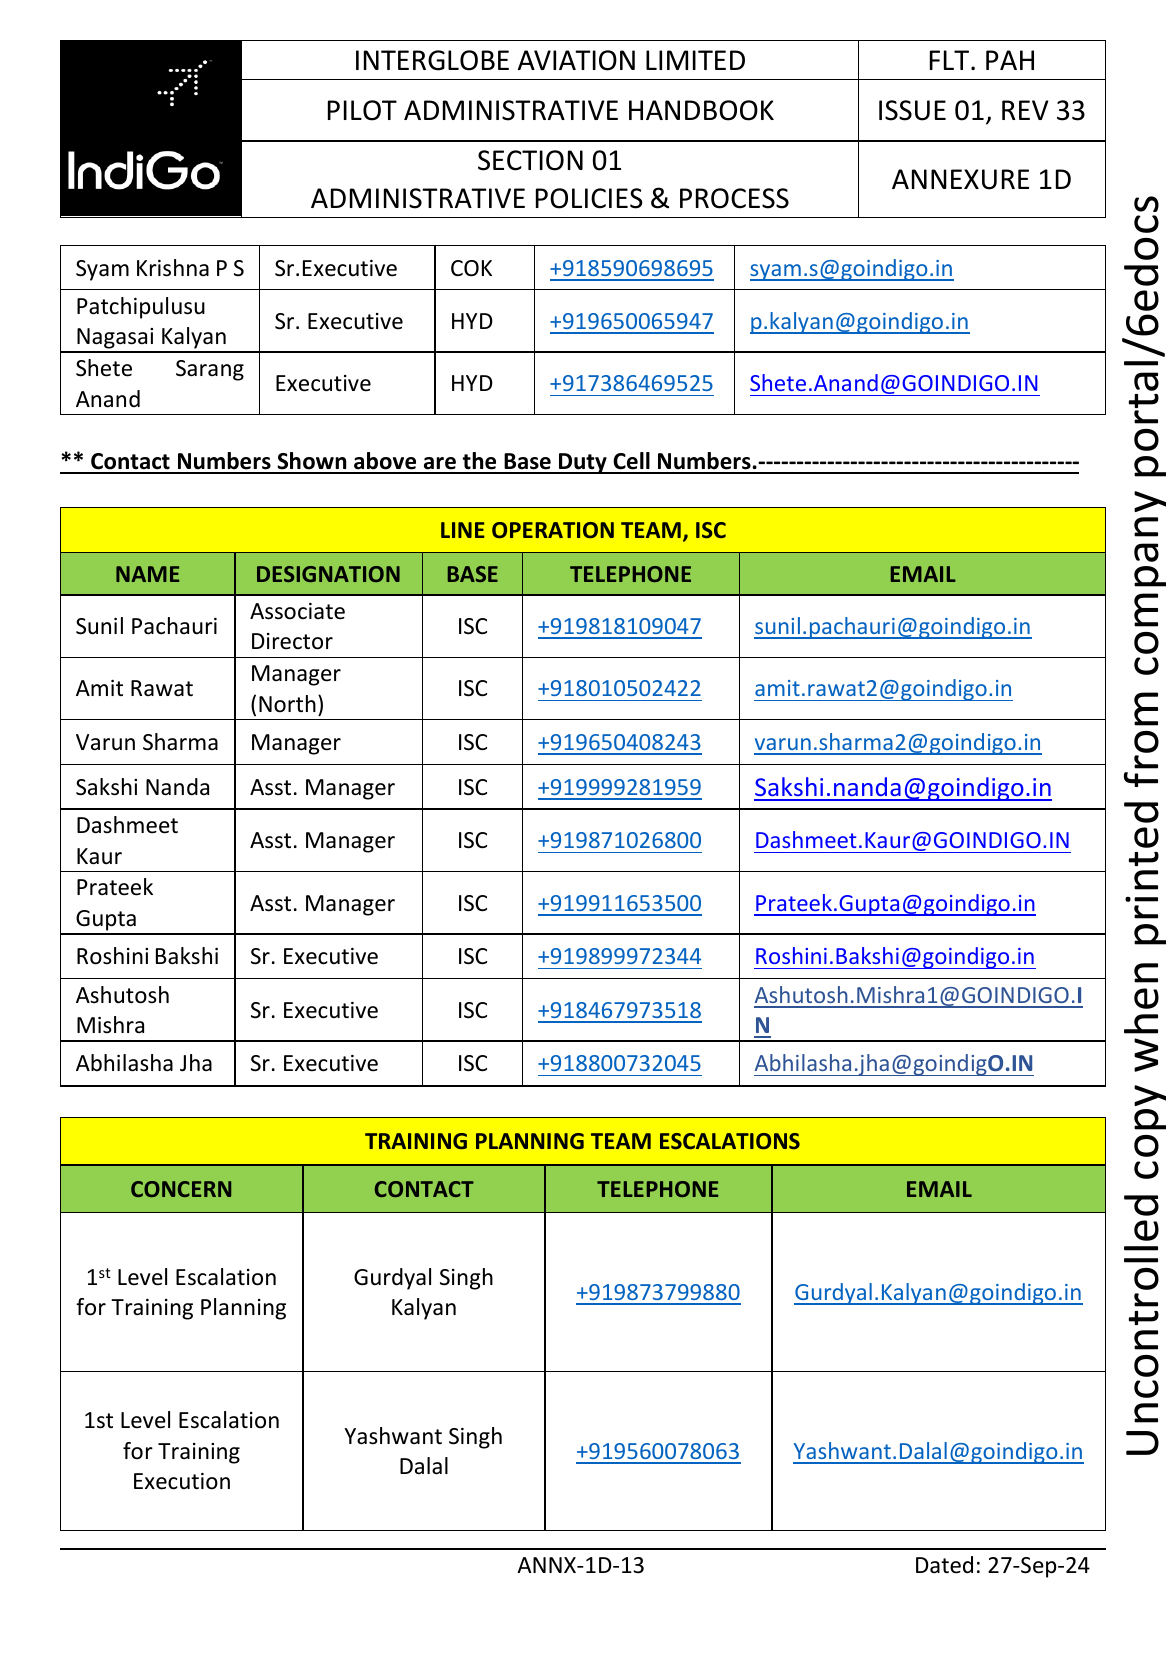 IndiGo
INTERGLOBE AVIATION LIMITED
FLT. PAH
PILOT ADMINISTRATIVE HANDBOOK
ISSUE 01, REV 33
SECTION 01
ADMINISTRATIVE POLICIES & PROCESS
ANNEXURE 1D
Syam Krishna P S Sr.Executive COK +918590698695 syam.s@goindigo.in
Patchipulusu
Nagasai Kalyan Sr. Executive HYD +919650065947 p.kalyan@goindigo.in
Shete Sarang
Anand Executive HYD +917386469525 Shete.Anand@GOINDIGO.IN
** Contact Numbers Shown above are the Base Duty Cell Numbers.------------------------------------------
LINE OPERATION TEAM, ISC
NAME DESIGNATION BASE TELEPHONE EMAIL
Sunil Pachauri Associate
Director ISC +919818109047 sunil.pachauri@goindigo.in
Amit Rawat Manager
(North) ISC +918010502422 amit.rawat2@goindigo.in
Varun Sharma Manager ISC +919650408243 varun.sharma2@goindigo.in
Sakshi Nanda Asst. Manager ISC +919999281959 Sakshi.nanda@goindigo.in
Dashmeet
Kaur Asst. Manager ISC +919871026800 Dashmeet.Kaur@GOINDIGO.IN
Prateek
Gupta Asst. Manager ISC +919911653500 Prateek.Gupta@goindigo.in
Roshini Bakshi Sr. Executive ISC +919899972344 Roshini.Bakshi@goindigo.in
Ashutosh
Mishra Sr. Executive ISC +918467973518 Ashutosh.Mishra1@GOINDIGO.I
N
Abhilasha Jha Sr. Executive ISC +918800732045 Abhilasha.jha@goindigO.IN
TRAINING PLANNING TEAM ESCALATIONS
CONCERN CONTACT TELEPHONE EMAIL
1st Level Escalation
for Training Planning
Gurdyal Singh
Kalyan
+919873799880 Gurdyal.Kalyan@goindigo.in
1st Level Escalation
for Training
Execution
Yashwant Singh
Dalal
+919560078063 Yashwant.Dalal@goindigo.in
ANNX-1D-13 Dated: 27-Sep-24
Uncontrolled copy when printed from company portal/6edocs